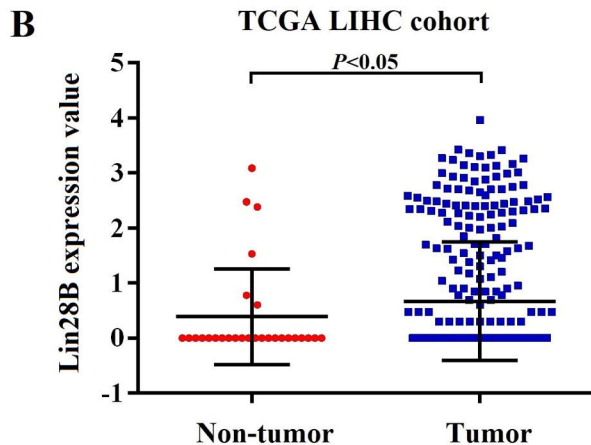 B
TCGA LIHC cohort
P<0.05
Lin28B expression value
5
4
3
2
1
0
-1
Non-tumor
Tumor